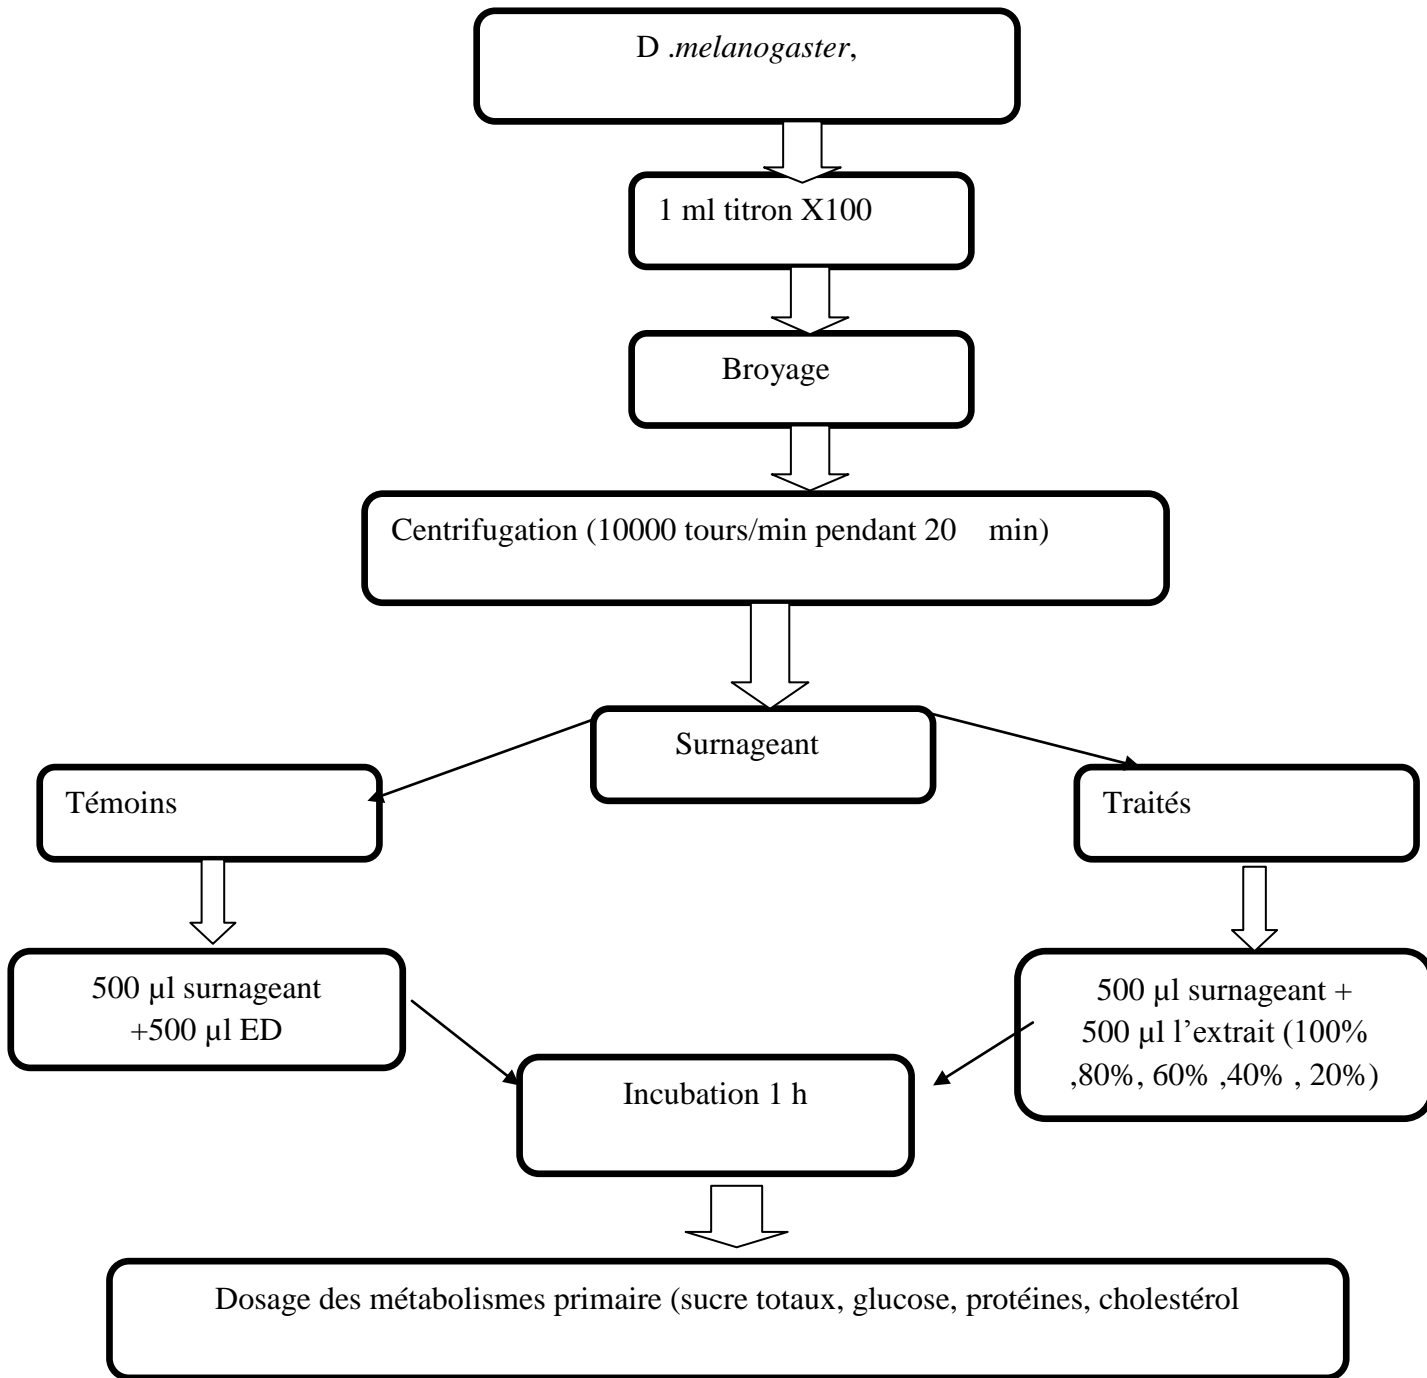 D .melanogaster,
1 ml titron X100
Broyage
Centrifugation (10000 tours/min pendant 20 min)
Surnageant
Témoins
Traités
500 µl surnageant
+500 µl ED
500 µl surnageant +
500 µl l’extrait (100%
,80%, 60% ,40% , 20%)
Incubation 1 h
Dosage des métabolismes primaire (sucre totaux, glucose, protéines, cholestérol